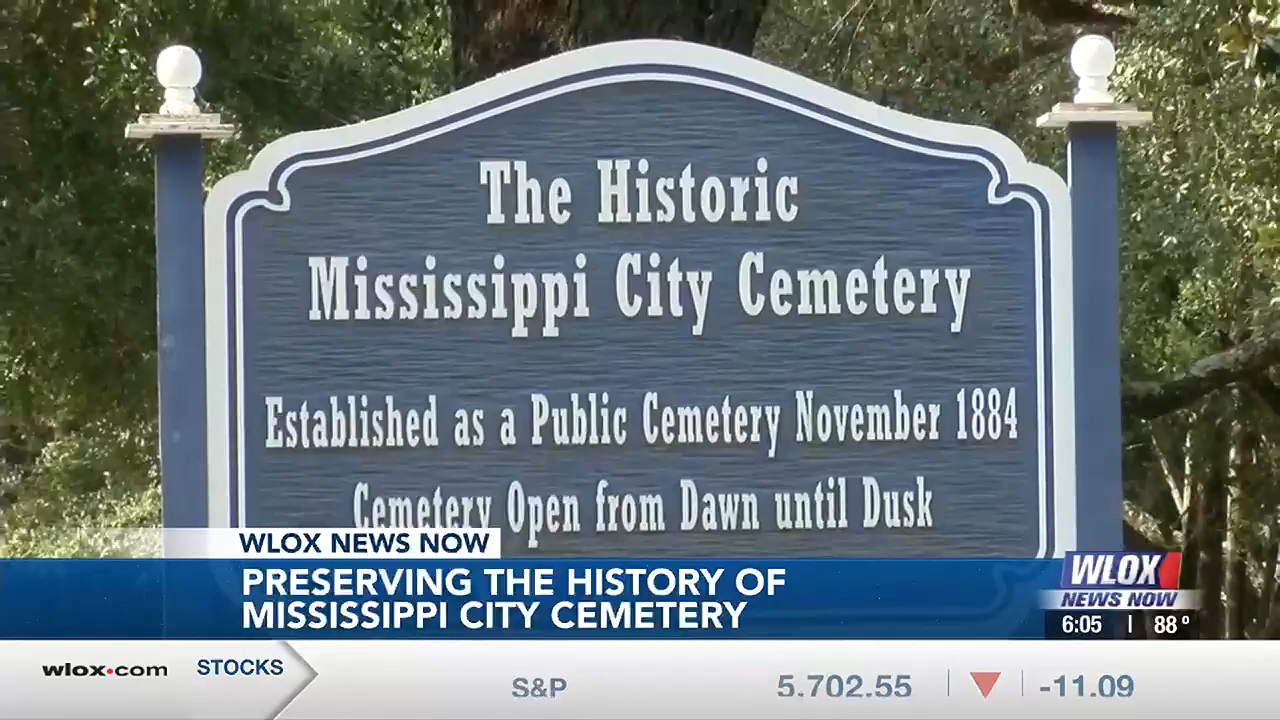 The Historic
Mississippi City Cemetery
Established as a Public Cemetery November 1884
Cemetery Open from Dawn until Dusk
WLOX NEWS NOW
PRESERVING THE HISTORY OF
MISSISSIPPI CITY CEMETERY
WLOX
NEWS NOW
6:05 | 88°
wlox.com STOCKS S&P 5,702.55 -11.09